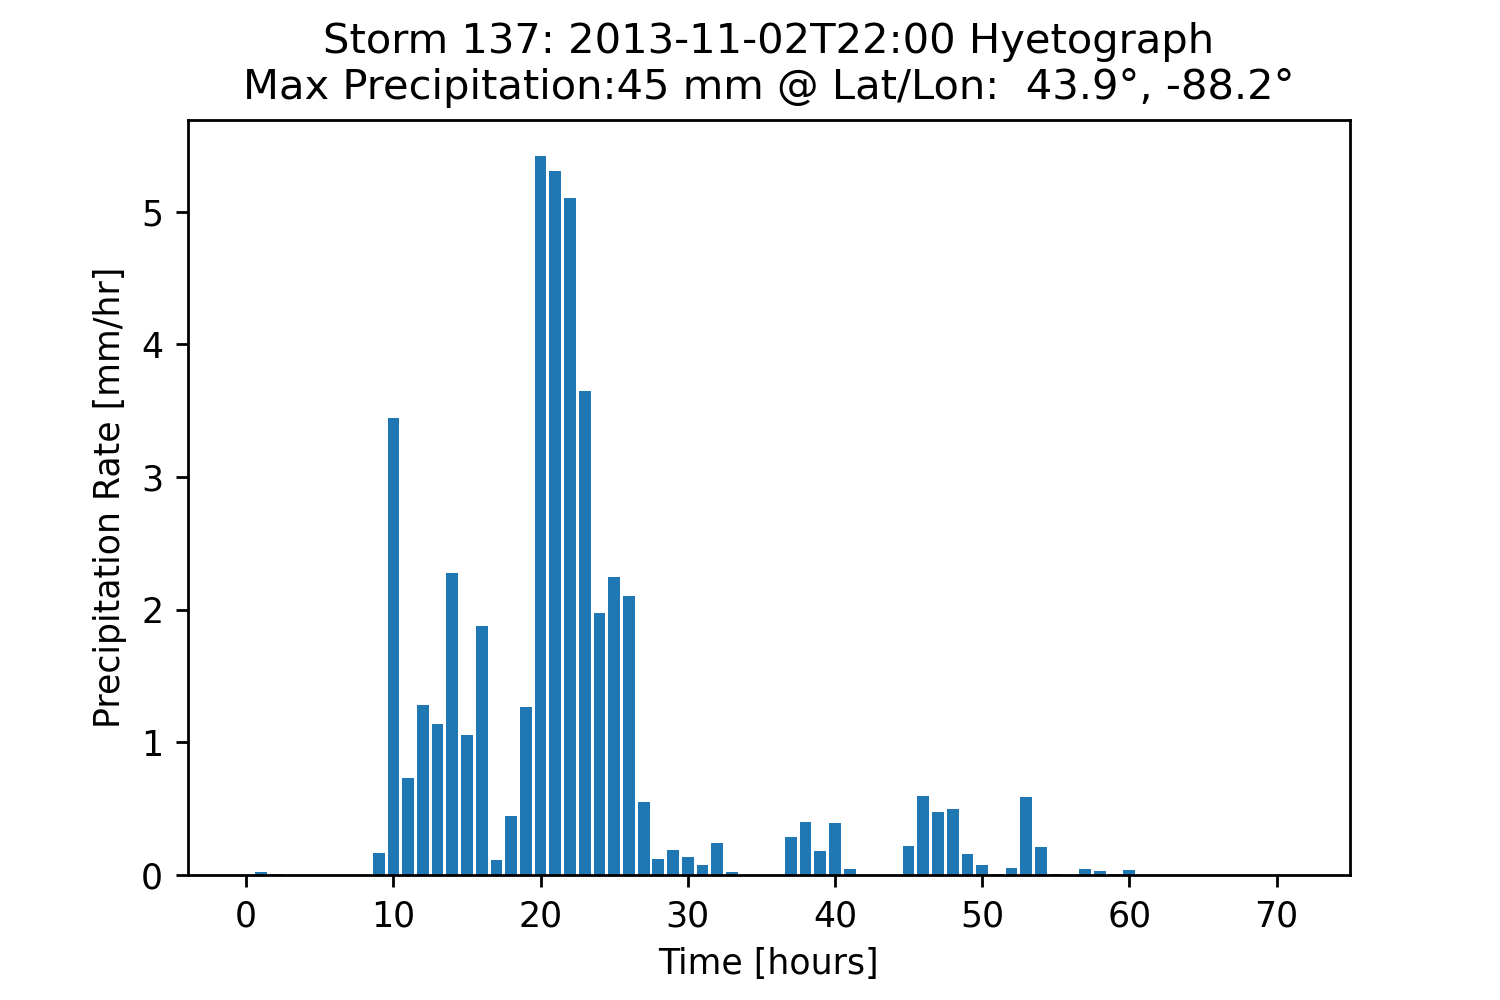 Storm 137: 2013-11-02T22:00 Hyetograph
Max Precipitation:45 mm @ Lat/Lon:  43.9°, -88.2°
Precipitation Rate [mm/hr]
5
4
3
2
1
0
0 10 20 30 40 50 60 70
Time [hours]